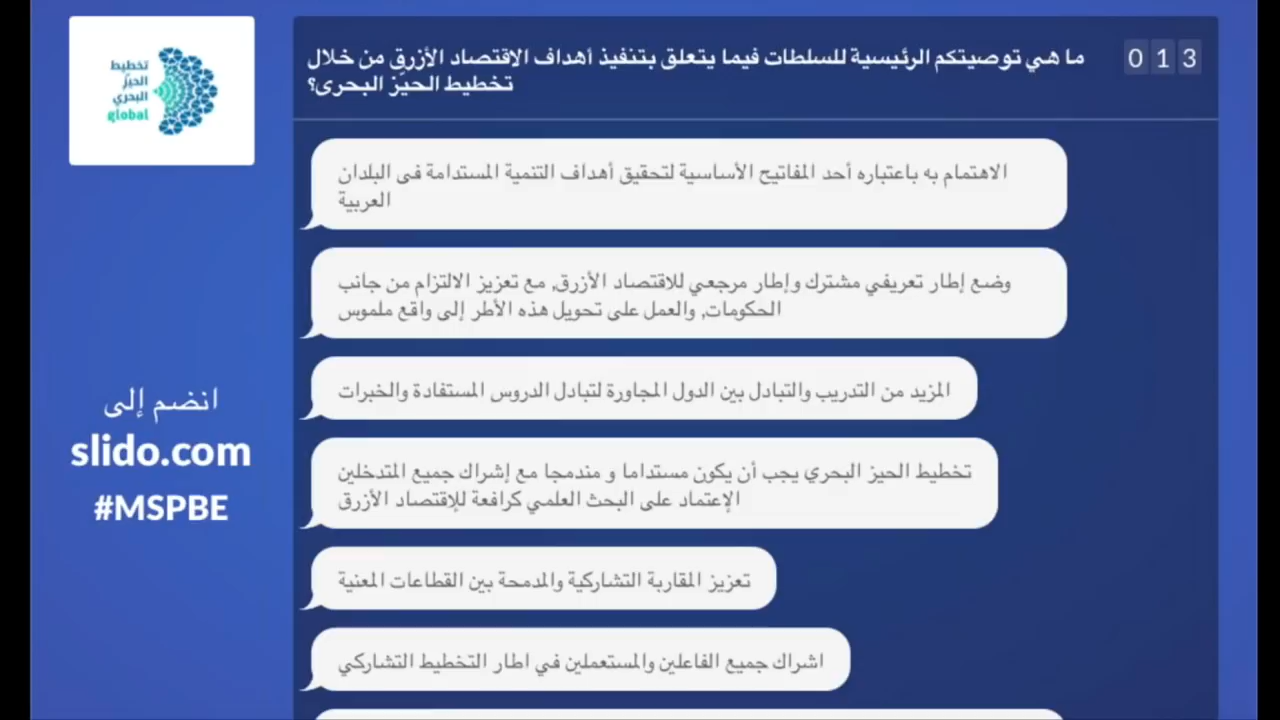 تخطيط
الحيّز
البحري
global
ما هي توصيتكم الرئيسية للسلطات فيما يتعلق بتنفيذ أهداف الاقتصاد الأزرق من خلال
تخطيط الحيّز البحرى؟
013
الاهتمام به باعتباره أحد المفاتيح الأساسية لتحقيق أهداف التنمية المستدامة فى البلدان
العربية
وضع إطار تعريفي مشترك وإطار مرجعي للاقتصاد الأزرق, مع تعزيز الالتزام من جانب
الحكومات, والعمل على تحويل هذه الأطر إلى واقع ملموس
المزيد من التدريب والتبادل بين الدول المجاورة لتبادل الدروس المستفادة والخبرات
تخطيط الحيز البحري يجب أن يكون مستداما و مندمجا مع إشراك جميع المتدخلين
الإعتماد على البحث العلمي كرافعة للإقتصاد الأزرق
تعزيز المقاربة التشاركية والمدمحة بين القطاعات المعنية
اشراك جميع الفاعلين والمستعملين في اطار التخطيط التشاركي
انضم إلى
slido.com
#MSPBE